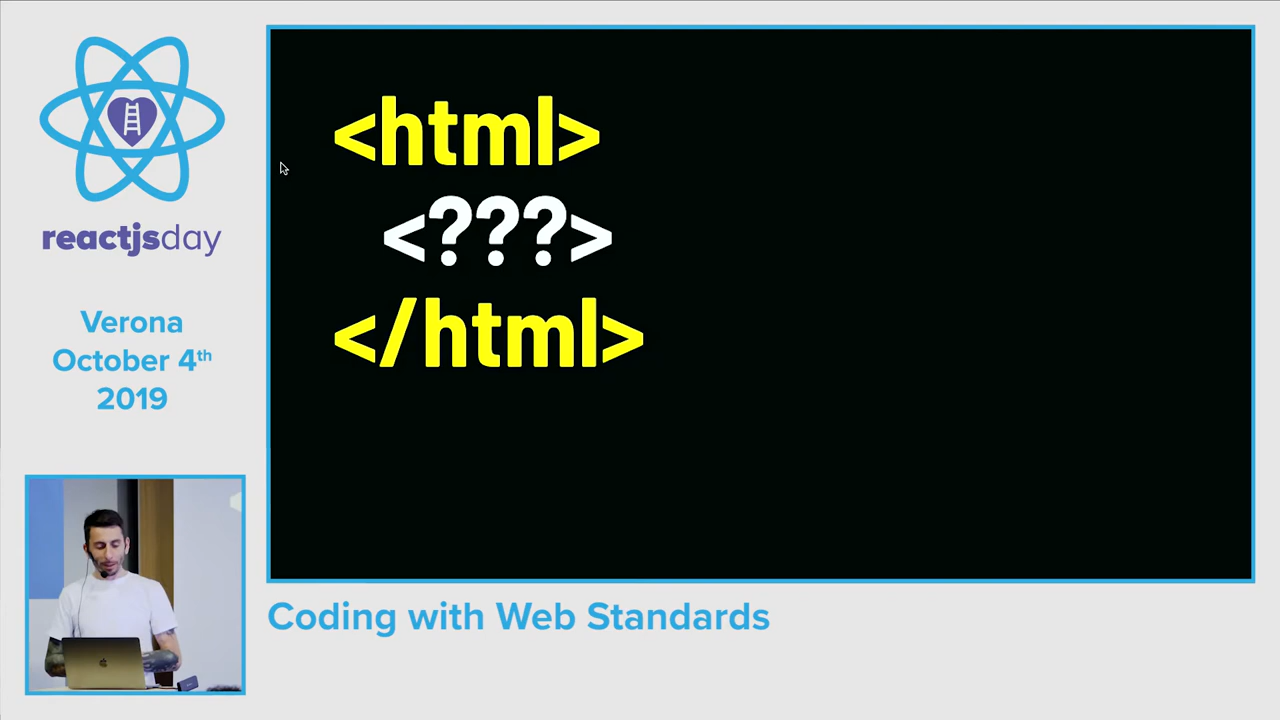 reactjsday
Verona
October 4th
2019
<html>
<???>
</html>
Coding with Web Standards